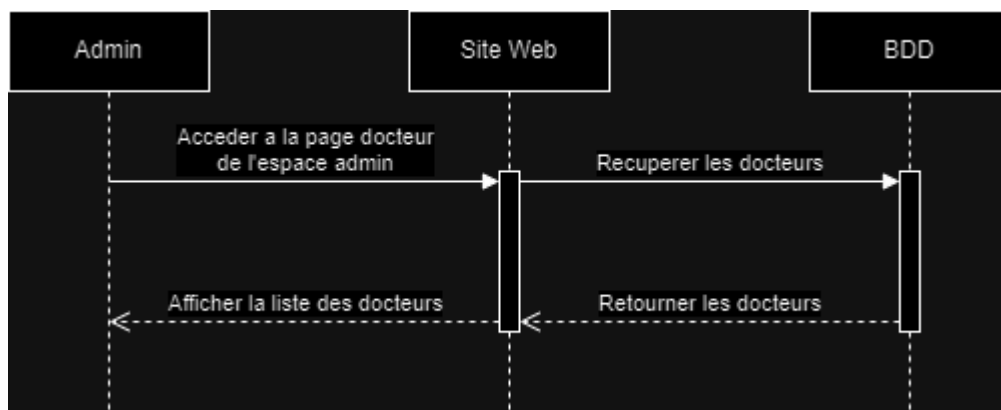 Admin
Site Web
BDD
Acceder a la page docteur
de l'espace admin
Recuperer les docteurs
Afficher la liste des docteurs
Retourner les docteurs